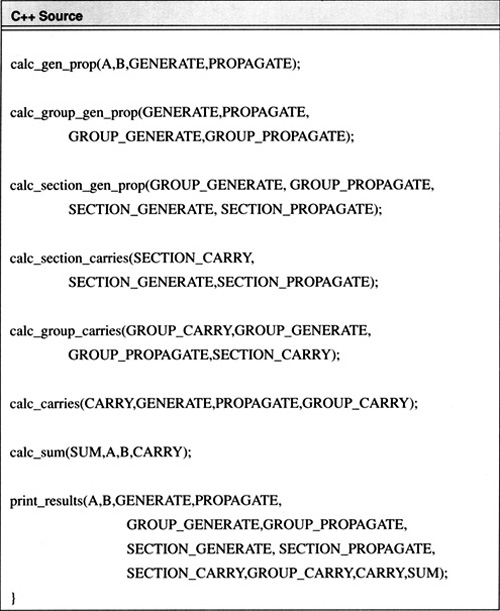 C++ Source
calc_gen_prop(A,B,GENERATE,PROPAGATE);
calc_group_gen_prop(GENERATE,PROPAGATE,
GROUP_GENERATE,GROUP_PROPAGATE);
calc_section_gen_prop(GROUP_GENERATE, GROUP_PROPAGATE,
SECTION_GENERATE, SECTION_PROPAGATE);
calc_section_carries(SECTION_CARRY,
SECTION_GENERATE,SECTION_PROPAGATE);
calc_group_carries(GROUP_CARRY,GROUP_GENERATE,
GROUP_PROPAGATE,SECTION_CARRY);
calc_carries(CARRY,GENERATE,PROPAGATE,GROUP_CARRY);
calc_sum(SUM,A,B,CARRY);
print_results(A,B,GENERATE,PROPAGATE,
GROUP_GENERATE,GROUP_PROPAGATE,
SECTION_GENERATE, SECTION_PROPAGATE,
SECTION_CARRY,GROUP_CARRY,CARRY,SUM);
}